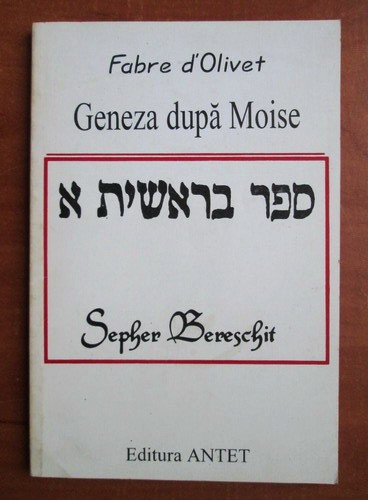 Fabre d'Olivet
Geneza după Moise
ספר בראשית א
Sepher Bereschit
Editura ANTET